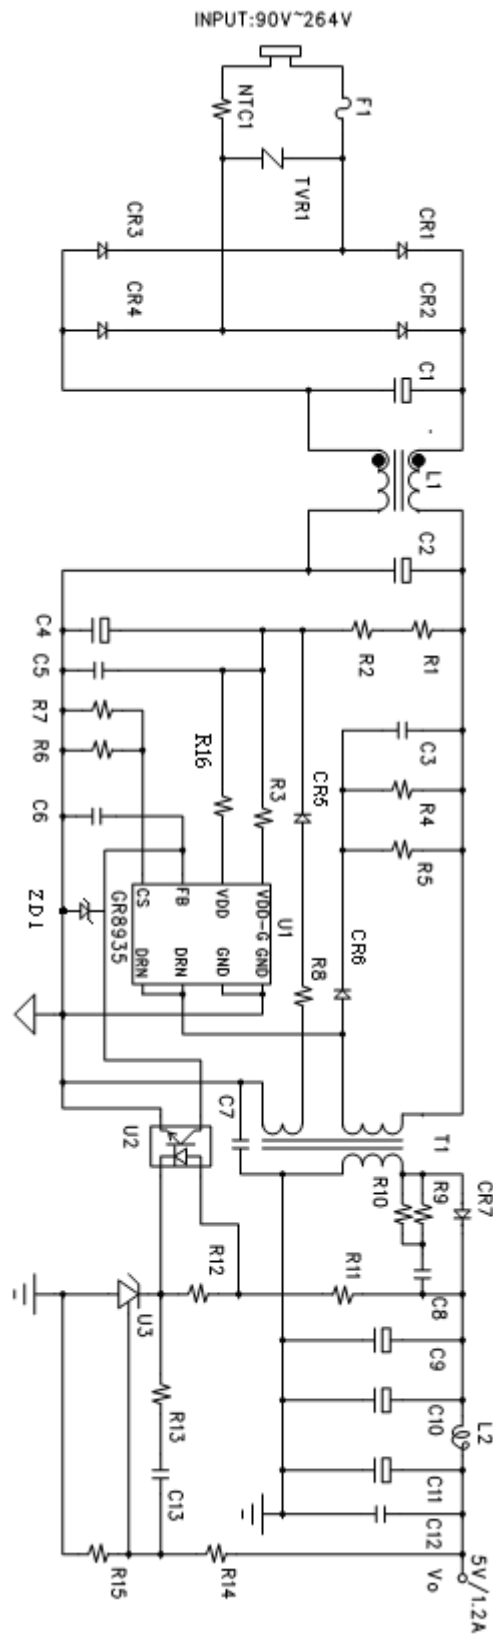 INPUT:90V~264V
F1
NTC1
TVR1
CR3
CR1
CR4
CR2
C1
L1
C2
C4
R2
R1
C5
C3
R7
R16
R6
R3
CR5
R4
C6
R5
ZD1
GR8935
CS
FB
VDD
VDD-G
U1
DRN
DRN
GND
GND
R8
CR6
U2
C7
T1
R10
R9
CR7
R12
R11
C8
U3
C9
C10
L2
R13
C11
C13
C12
R15
R14
Vo
5V/1.2A